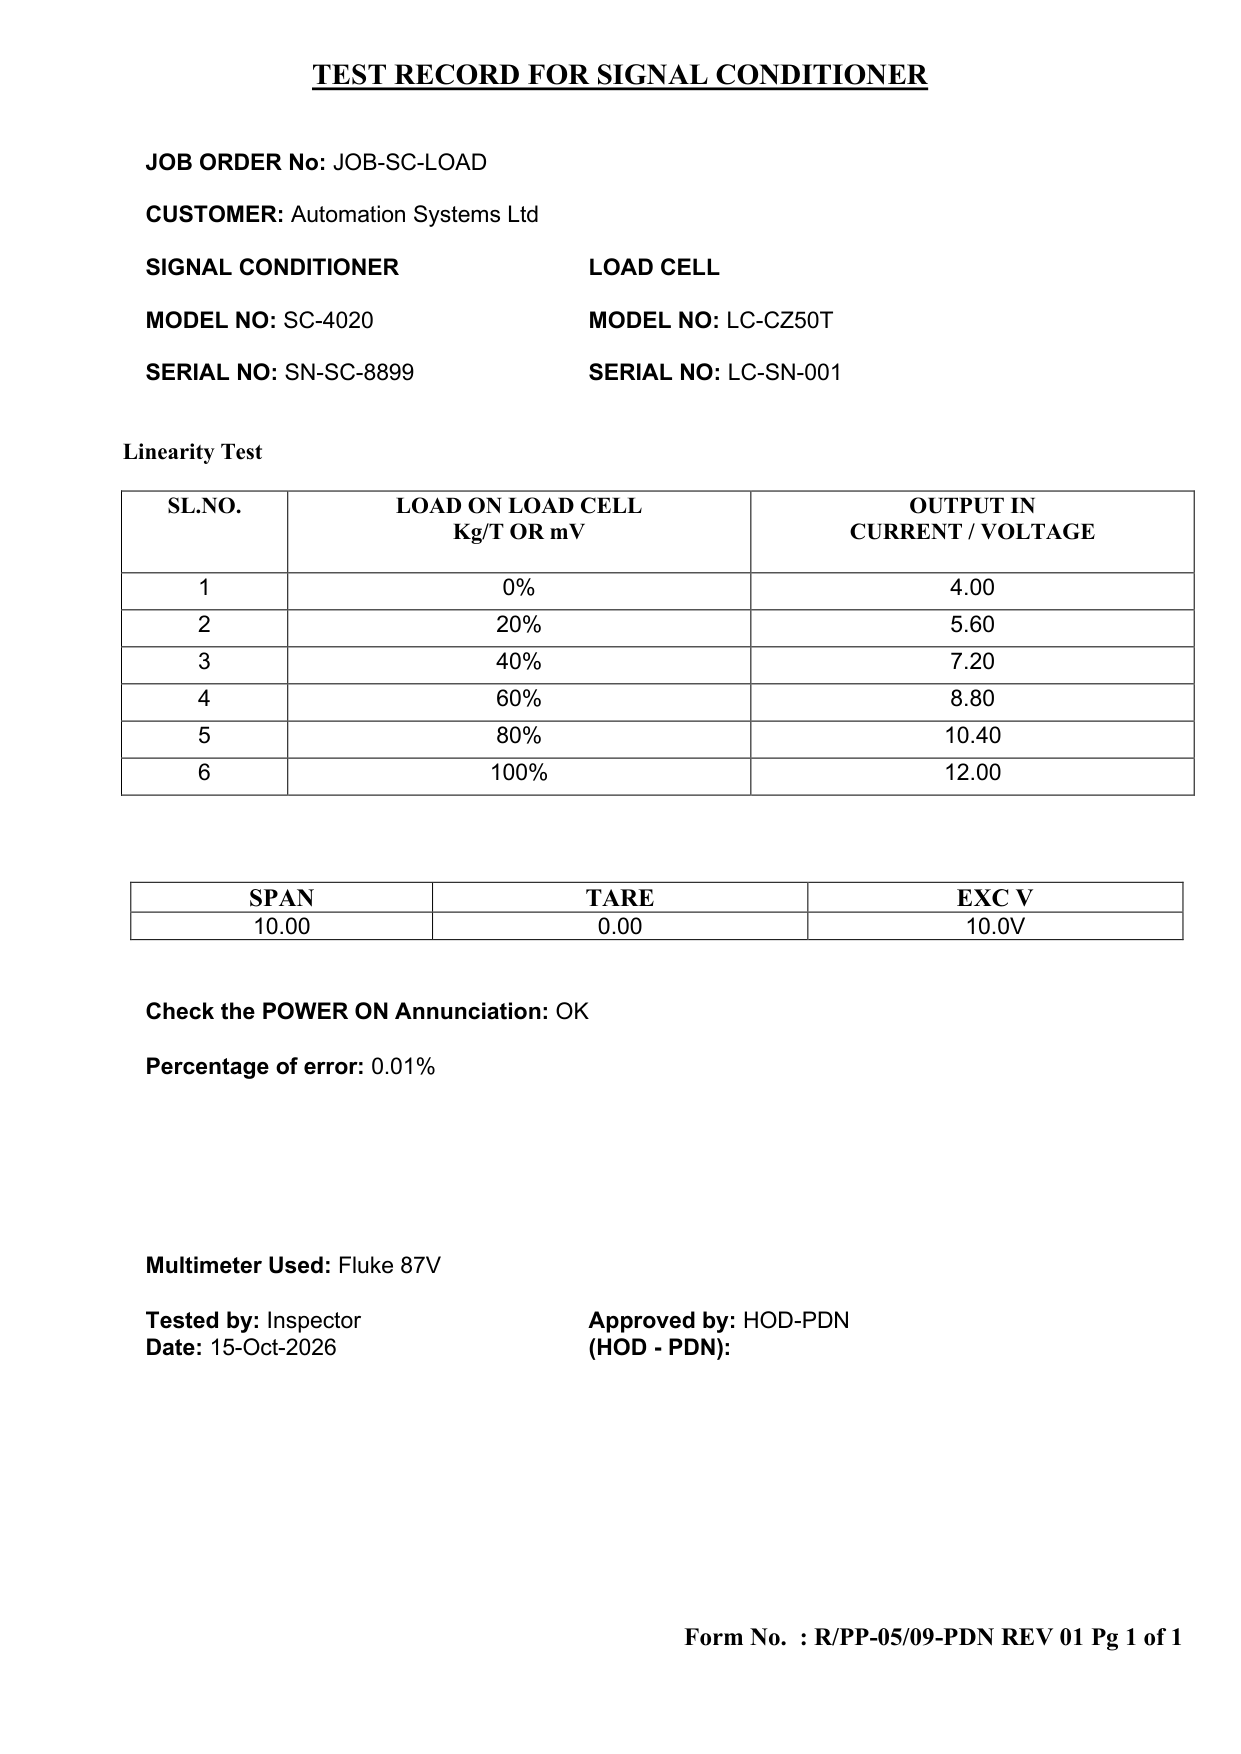 TEST RECORD FOR SIGNAL CONDITIONER
JOB ORDER No: JOB-SC-LOAD
CUSTOMER: Automation Systems Ltd
SIGNAL CONDITIONER LOAD CELL
MODEL NO: SC-4020 MODEL NO: LC-CZ50T
SERIAL NO: SN-SC-8899 SERIAL NO: LC-SN-001
Linearity Test
SL.NO. LOAD ON LOAD CELL OUTPUT IN
Kg/T OR mV CURRENT / VOLTAGE
1 0% 4.00
2 20% 5.60
3 40% 7.20
4 60% 8.80
5 80% 10.40
6 100% 12.00
SPAN TARE EXC V
10.00 0.00 10.0V
Check the POWER ON Annunciation: OK
Percentage of error: 0.01%
Multimeter Used: Fluke 87V
Tested by: Inspector Approved by: HOD-PDN
Date: 15-Oct-2026 (HOD - PDN):
Form No. : R/PP-05/09-PDN REV 01 Pg 1 of 1